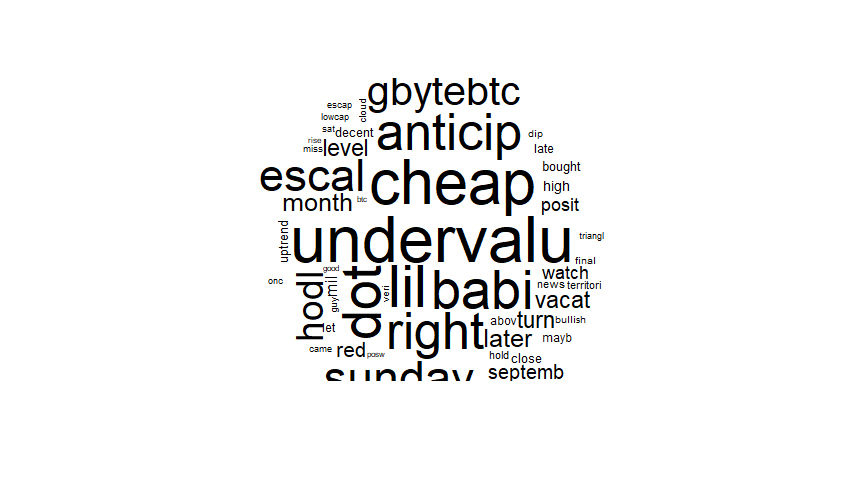 gbytebtc
escap
cloud
lowcap
sat
decent
anticip
dip
rise
miss
level
late
escal
cheap
bought
high
month
btc
posit
uptrend
undervalu
triangl
final
good
onc
hodl
mil
guy
dot
veri
lil
babi
watch
news
territori
vacat
let
right
abov
turn
bullish
later
mayb
came
red
posw
hold
close
sunday
septemb